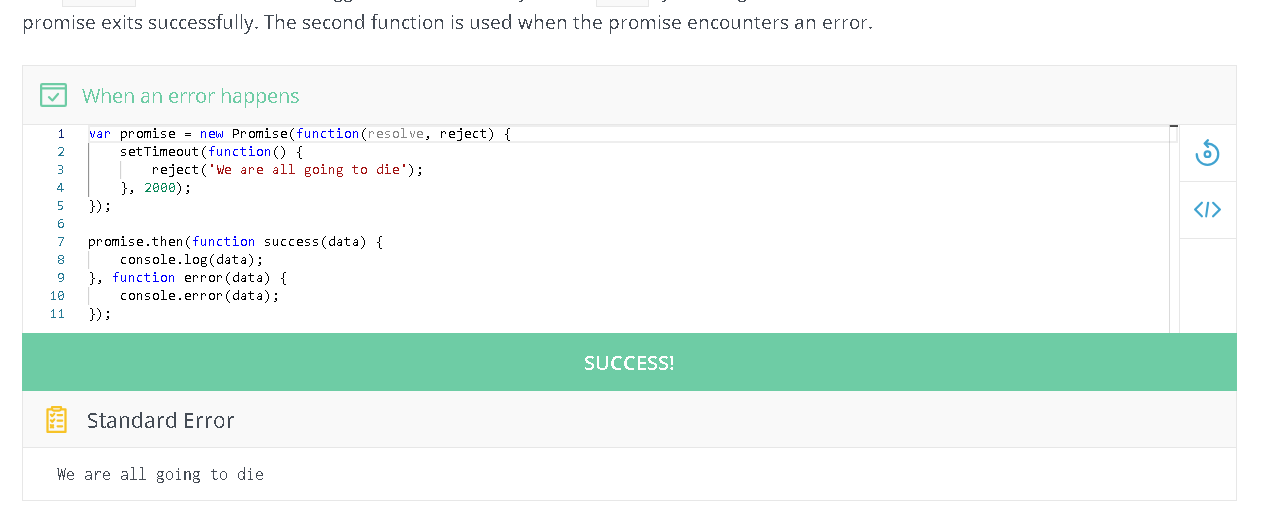 promise exits successfully. The second function is used when the promise encounters an error.
When an error happens
1 var promise = new Promise(function(resolve, reject) {
2     setTimeout(function() {
3         reject('We are all going to die');
4     }, 2000);
5 });
6
7 promise.then(function success(data) {
8     console.log(data);
9 }, function error(data) {
10     console.error(data);
11 });
</>
SUCCESS!
Standard Error
We are all going to die